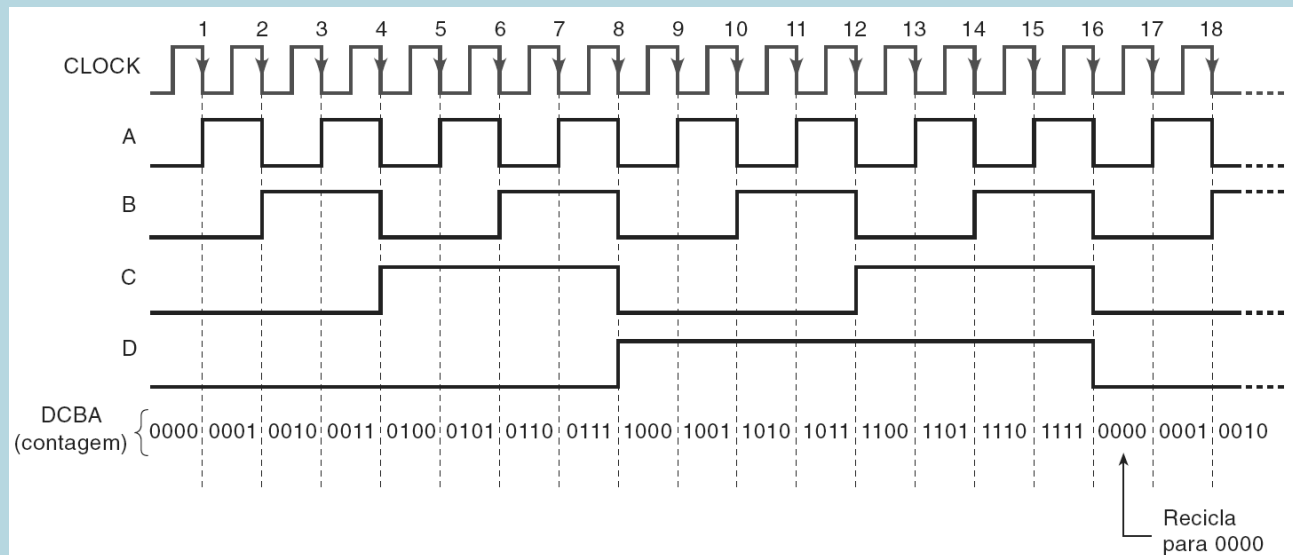 1 2 3 4 5 6 7 8 9 10 11 12 13 14 15 16 17 18
CLOCK
A
B
C
D
DCBA
(contagem)
0000 0001 0010 0011 0100 0101 0110 0111 1000 1001 1010 1011 1100 1101 1110 1111 0000 0001 0010
Recicla
para 0000